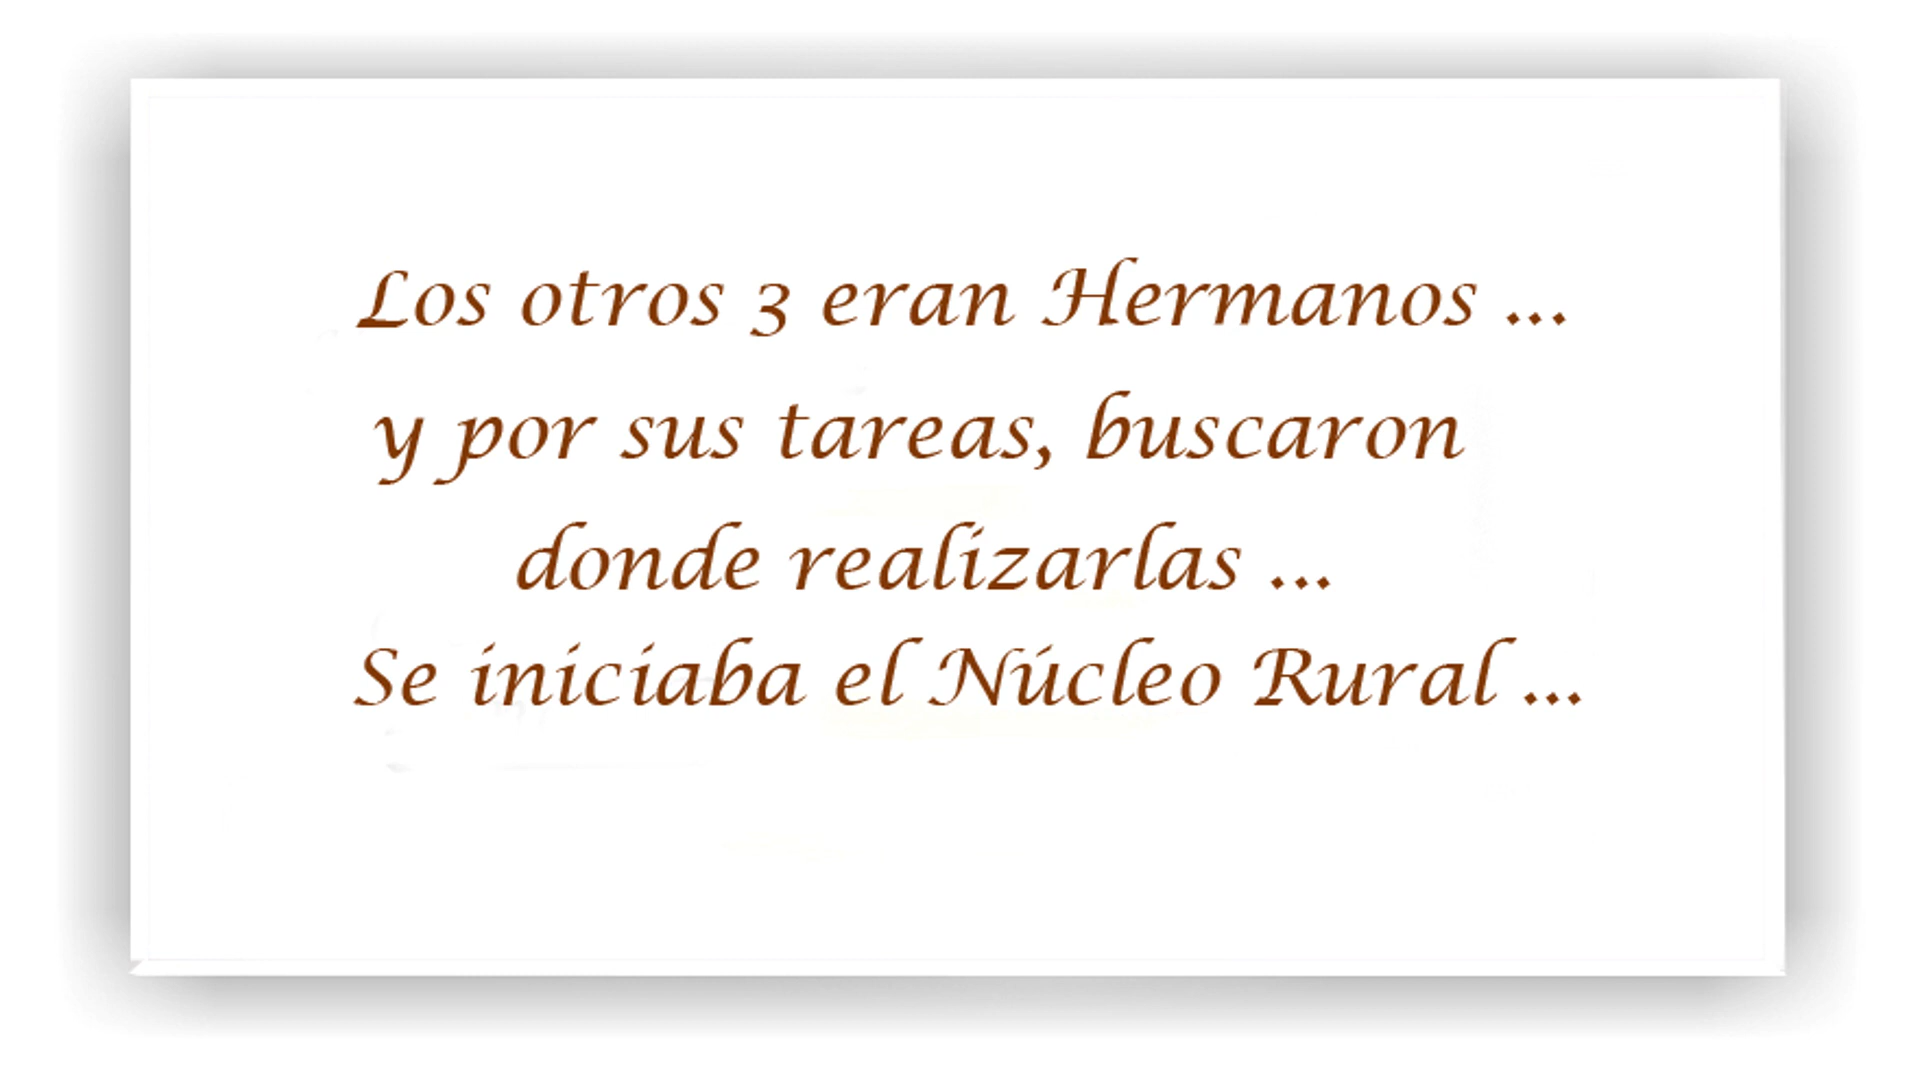 Los otros 3 eran Hermanos ...
y por sus tareas, buscaron
donde realizarlas ...
Se iniciaba el Núcleo Rural ...